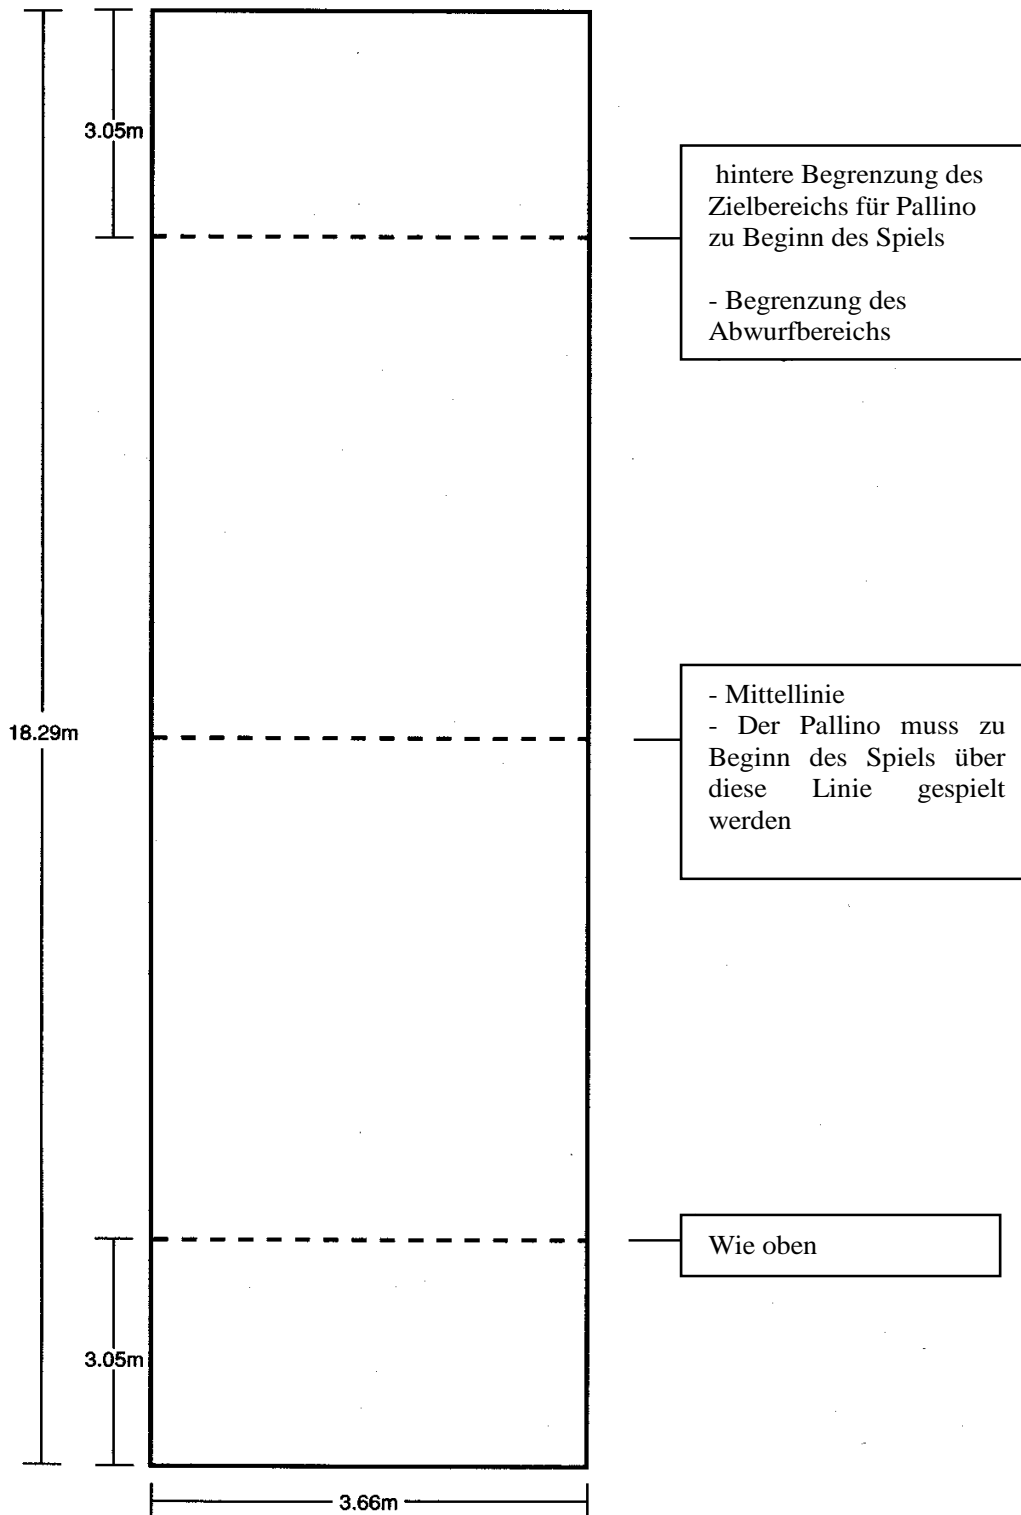 3.05m
hintere Begrenzung des
Zielbereichs für Pallino
zu Beginn des Spiels
- Begrenzung des
Abwurfbereichs
18.29m
- Mittellinie
- Der Pallino muss zu
Beginn des Spiels über
diese Linie gespielt
werden
Wie oben
3.05m
3.66m